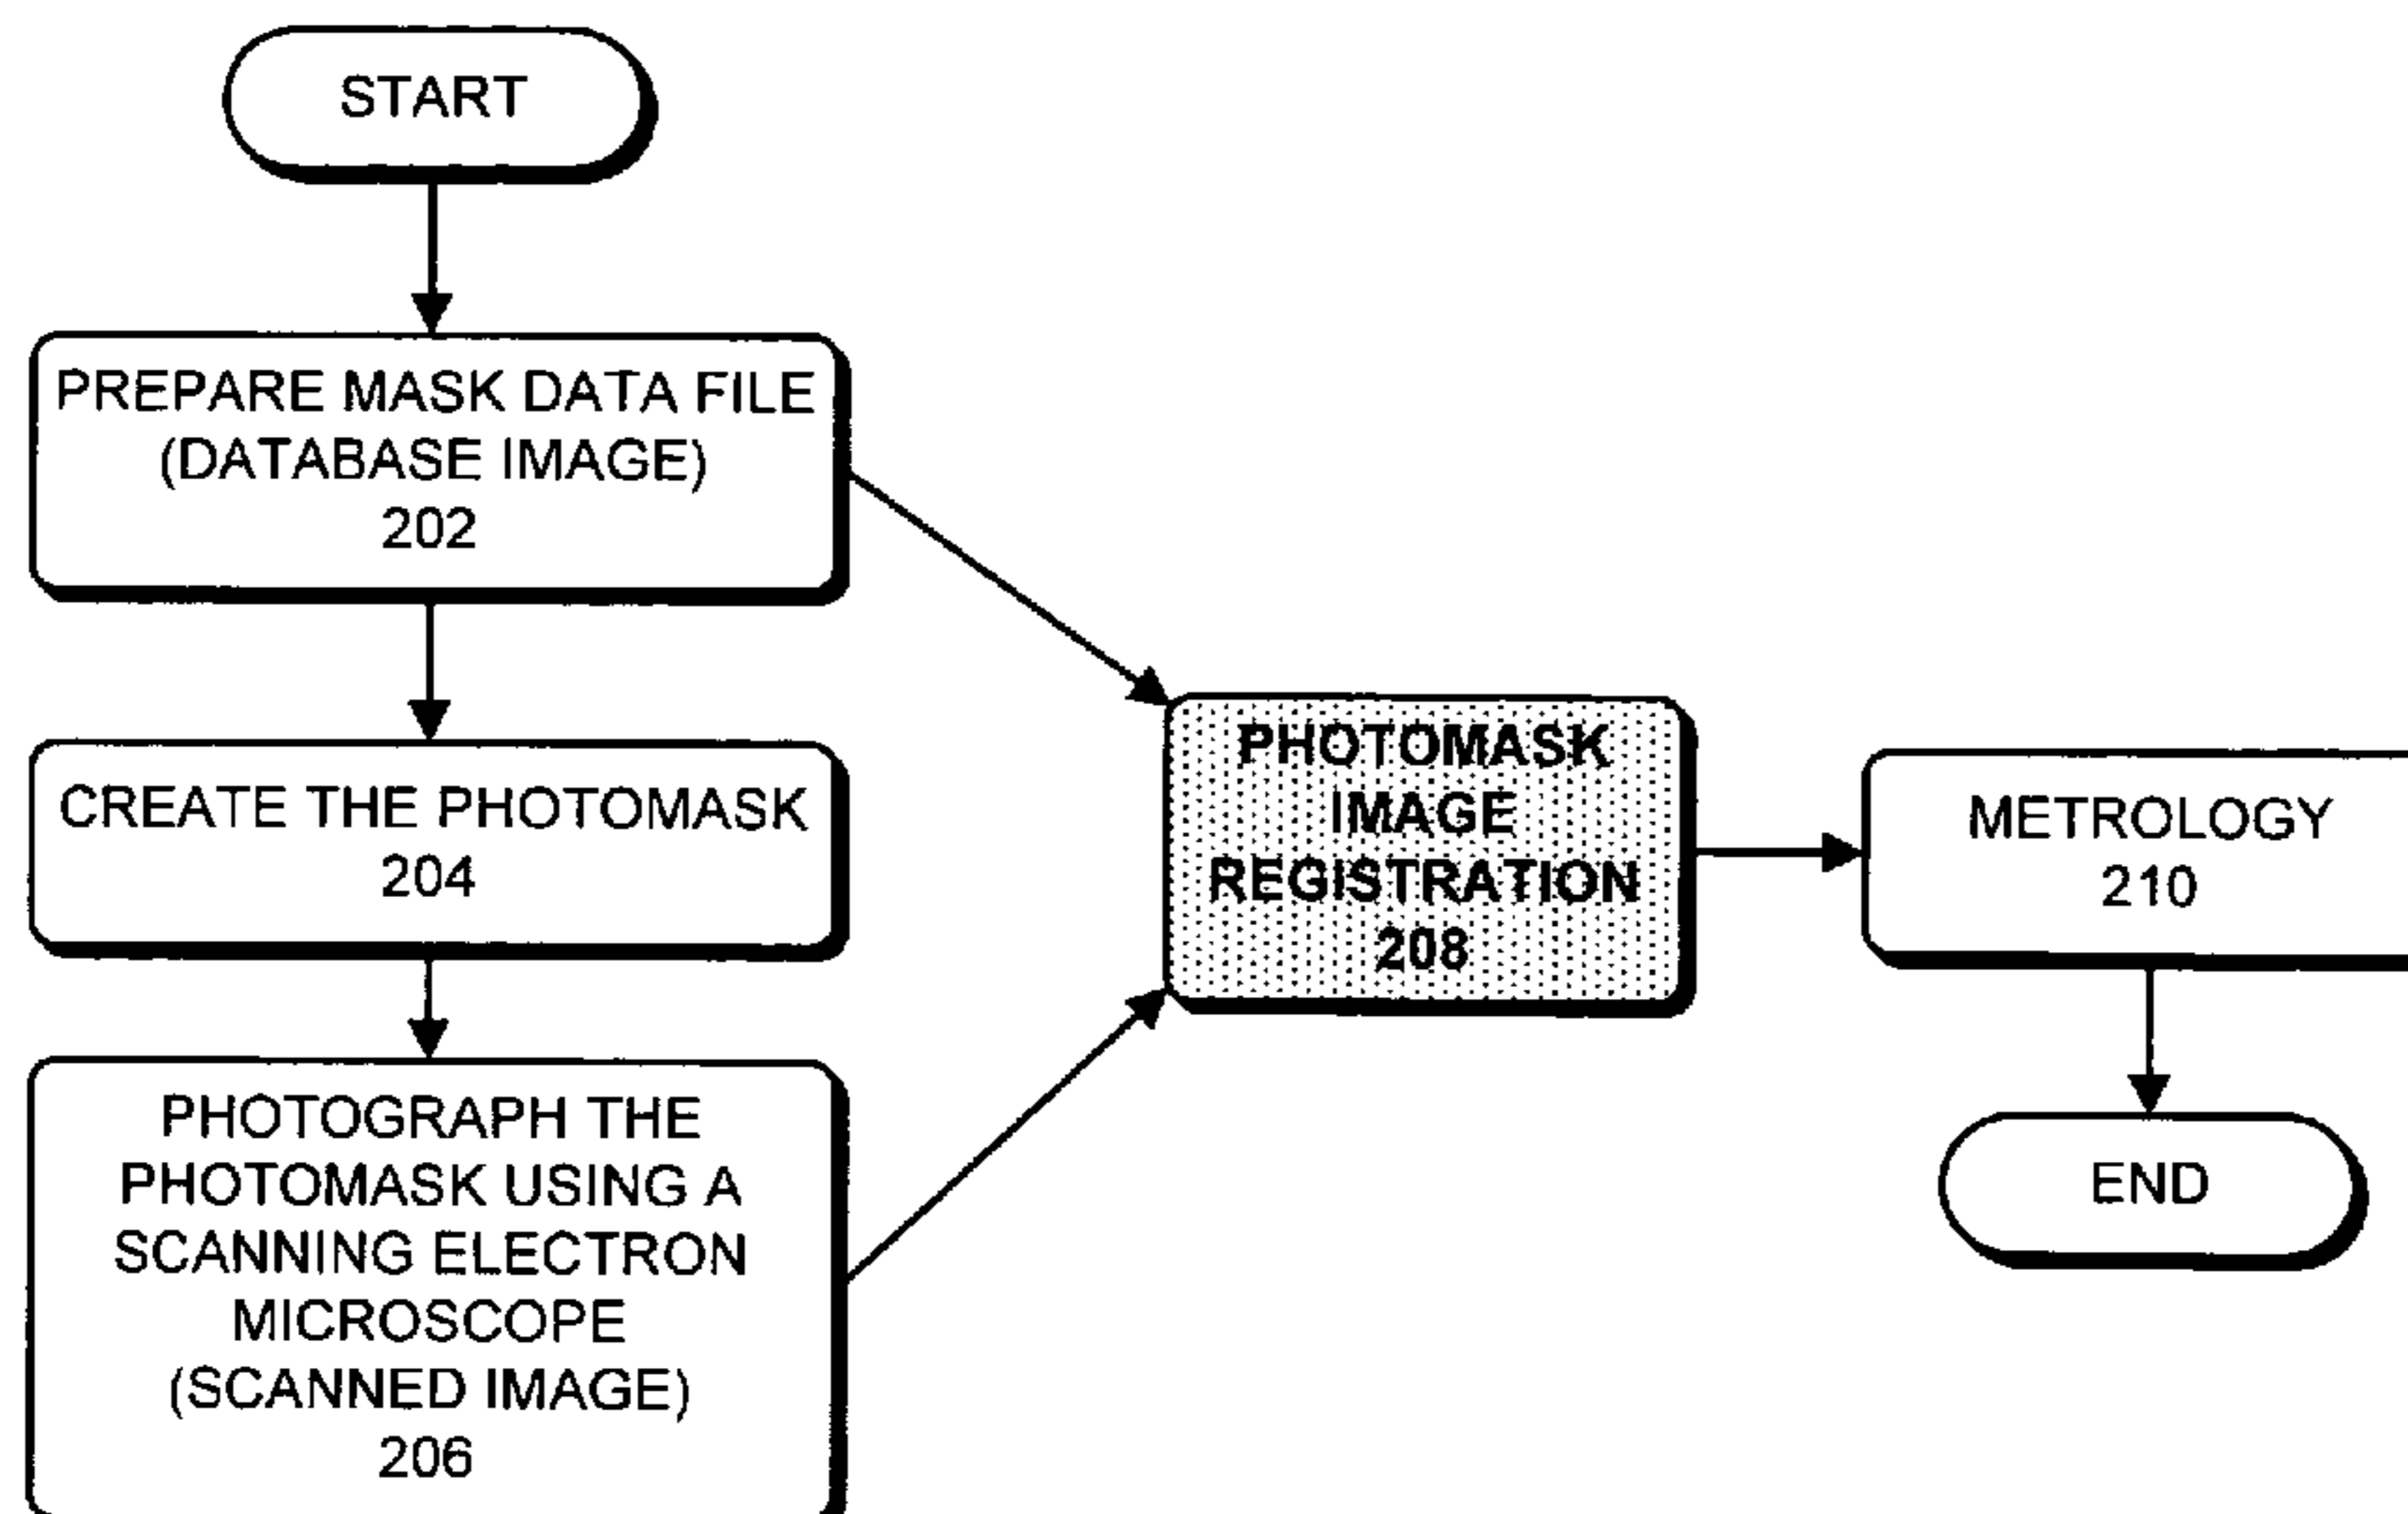 START
PREPARE MASK DATA FILE
(DATABASE IMAGE)
202
CREATE THE PHOTOMASK
204
PHOTOGRAPH THE
PHOTOMASK USING A
SCANNING ELECTRON
MICROSCOPE
(SCANNED IMAGE)
206
PHOTOMASK
IMAGE
REGISTRATION
208
METROLOGY
210
END